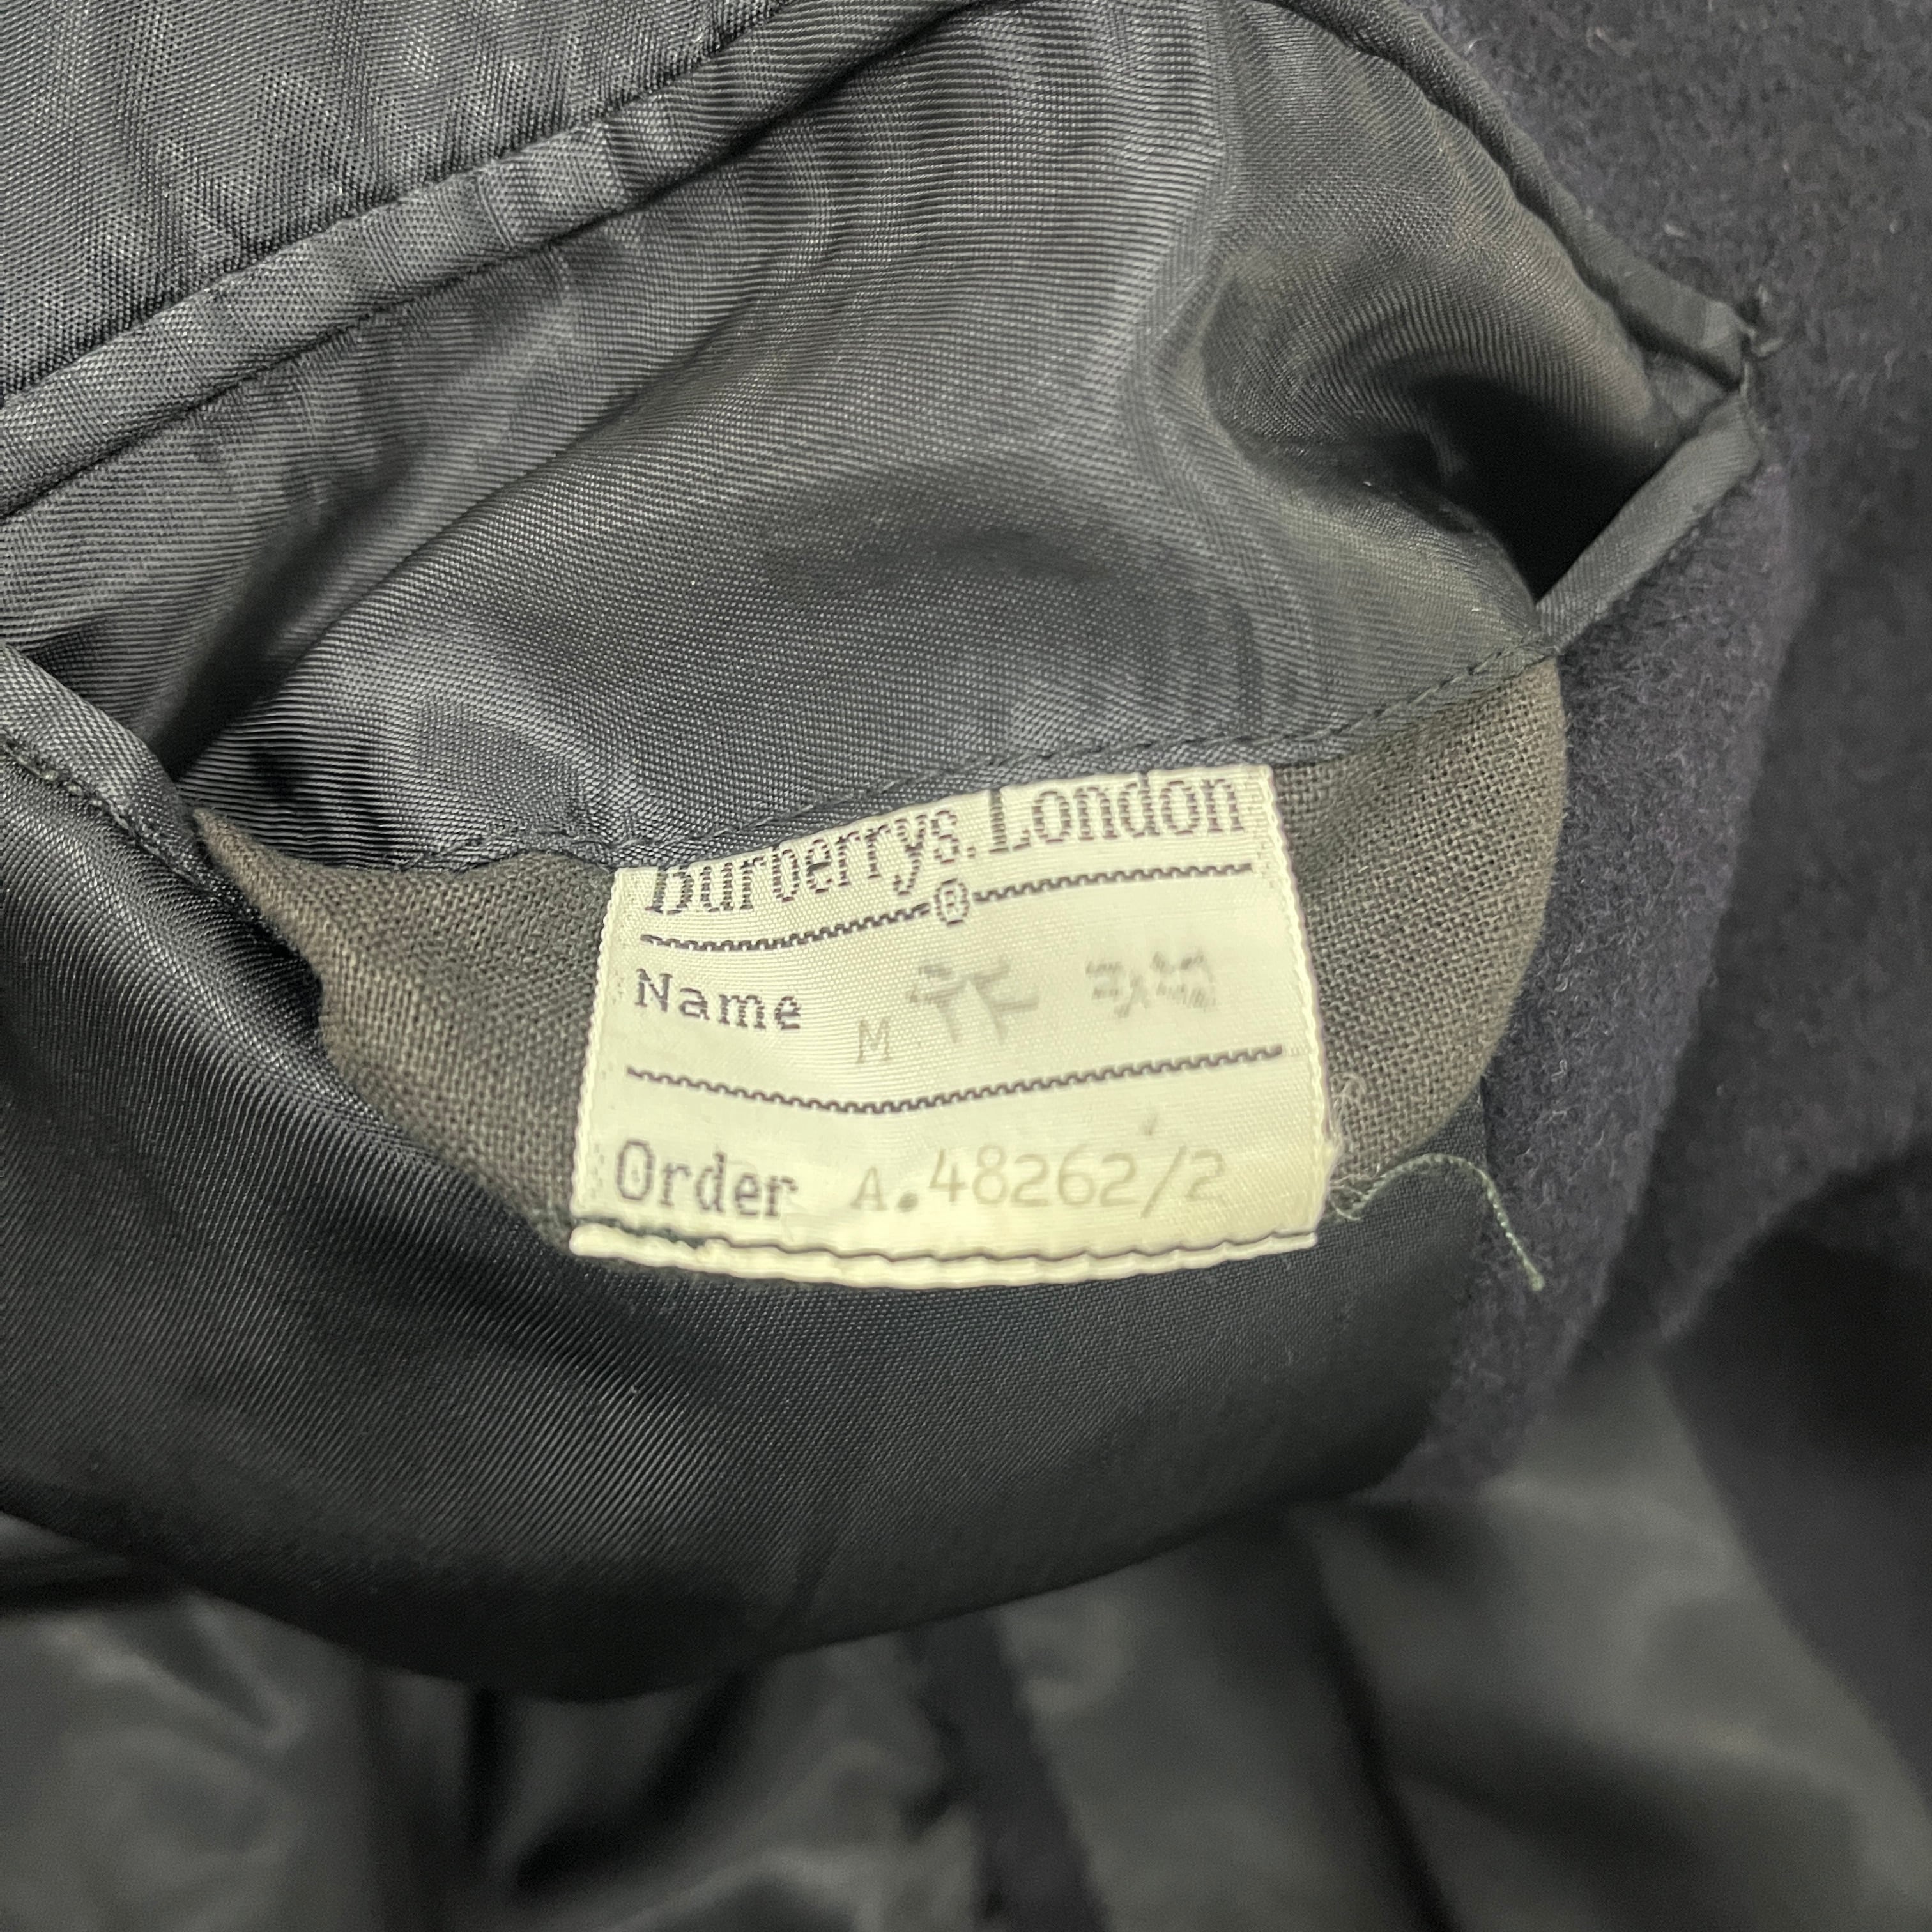 Burberrys. London
®
Name M
Order A.48262/2